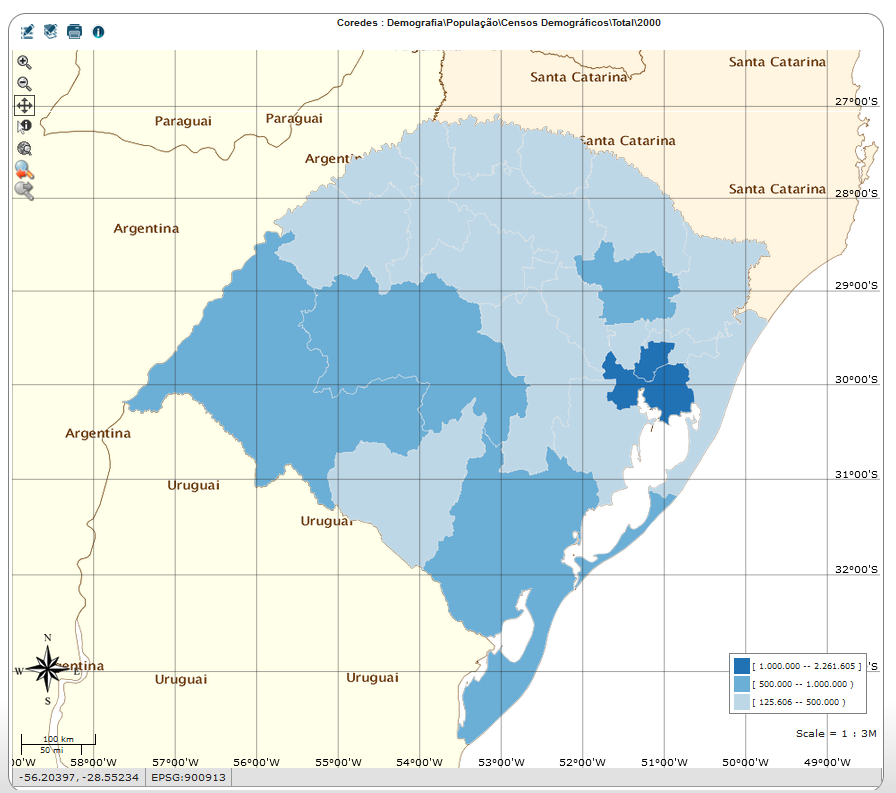 Coredes : Demografia\População\Censos Demográficos\Total\2000
Santa Catarina
Santa Catarina
27°00'S
Paraguai
Paraguai
Santa Catarina
Argentin
Santa Catarina
28°00'S
Argentina
29°00'S
30°00'S
Argentina
31°00'S
Uruguai
Uruguai
32°00'S
N
W
E
S
entina
Uruguai
Uruguai
'S
[ 1.000.000 -- 2.261.605 ]
[ 500.000 -- 1.000.000 )
[ 125.606 -- 500.000 )
Scale = 1 : 3M
100 km
50 mi
00'W
58°00'W
57°00'W
56°00'W
55°00'W
54°00'W
53°00'W
52°00'W
51°00'W
50°00'W
49°00'W
-56.20397, -28.55234
EPSG:900913